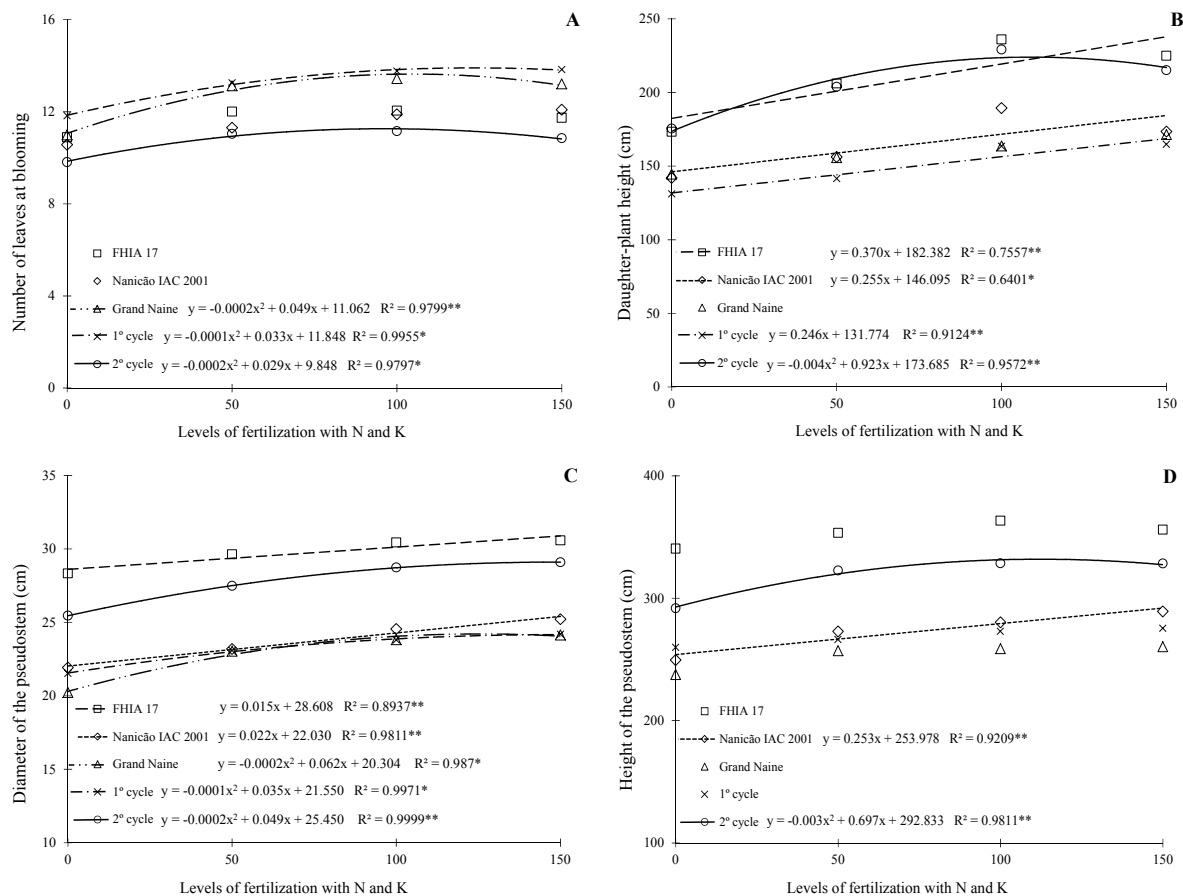 A
Number of leaves at blooming
16
12
8
4
0
FHIA 17
Nanicão IAC 2001
Grand Naine y = -0.0002x² + 0.049x + 11.062 R² = 0.9799**
1º cycle y = -0.0001x² + 0.033x + 11.848 R² = 0.9955*
2º cycle y = -0.0002x² + 0.029x + 9.848 R² = 0.9797*
0 50 100 150
Levels of fertilization with N and K
B
Daughter-plant height (cm)
250
200
150
100
50
0
FHIA 17 y = 0.370x + 182.382 R² = 0.7557**
Nanicão IAC 2001 y = 0.255x + 146.095 R² = 0.6401*
Grand Naine
1º cycle y = 0.246x + 131.774 R² = 0.9124**
2º cycle y = -0.004x² + 0.923x + 173.685 R² = 0.9572**
0 50 100 150
Levels of fertilization with N and K
C
Diameter of the pseudostem (cm)
35
30
25
20
15
10
FHIA 17 y = 0.015x + 28.608 R² = 0.8937**
Nanicão IAC 2001 y = 0.022x + 22.030 R² = 0.9811**
Grand Naine y = -0.0002x² + 0.062x + 20.304 R² = 0.987*
1º cycle y = -0.0001x² + 0.035x + 21.550 R² = 0.9971*
2º cycle y = -0.0002x² + 0.049x + 25.450 R² = 0.9999**
0 50 100 150
Levels of fertilization with N and K
D
Height of the pseudostem (cm)
400
300
200
100
FHIA 17
Nanicão IAC 2001 y = 0.253x + 253.978 R² = 0.9209**
Grand Naine
1º cycle
2º cycle y = -0.003x² + 0.697x + 292.833 R² = 0.9811**
0 50 100 150
Levels of fertilization with N and K